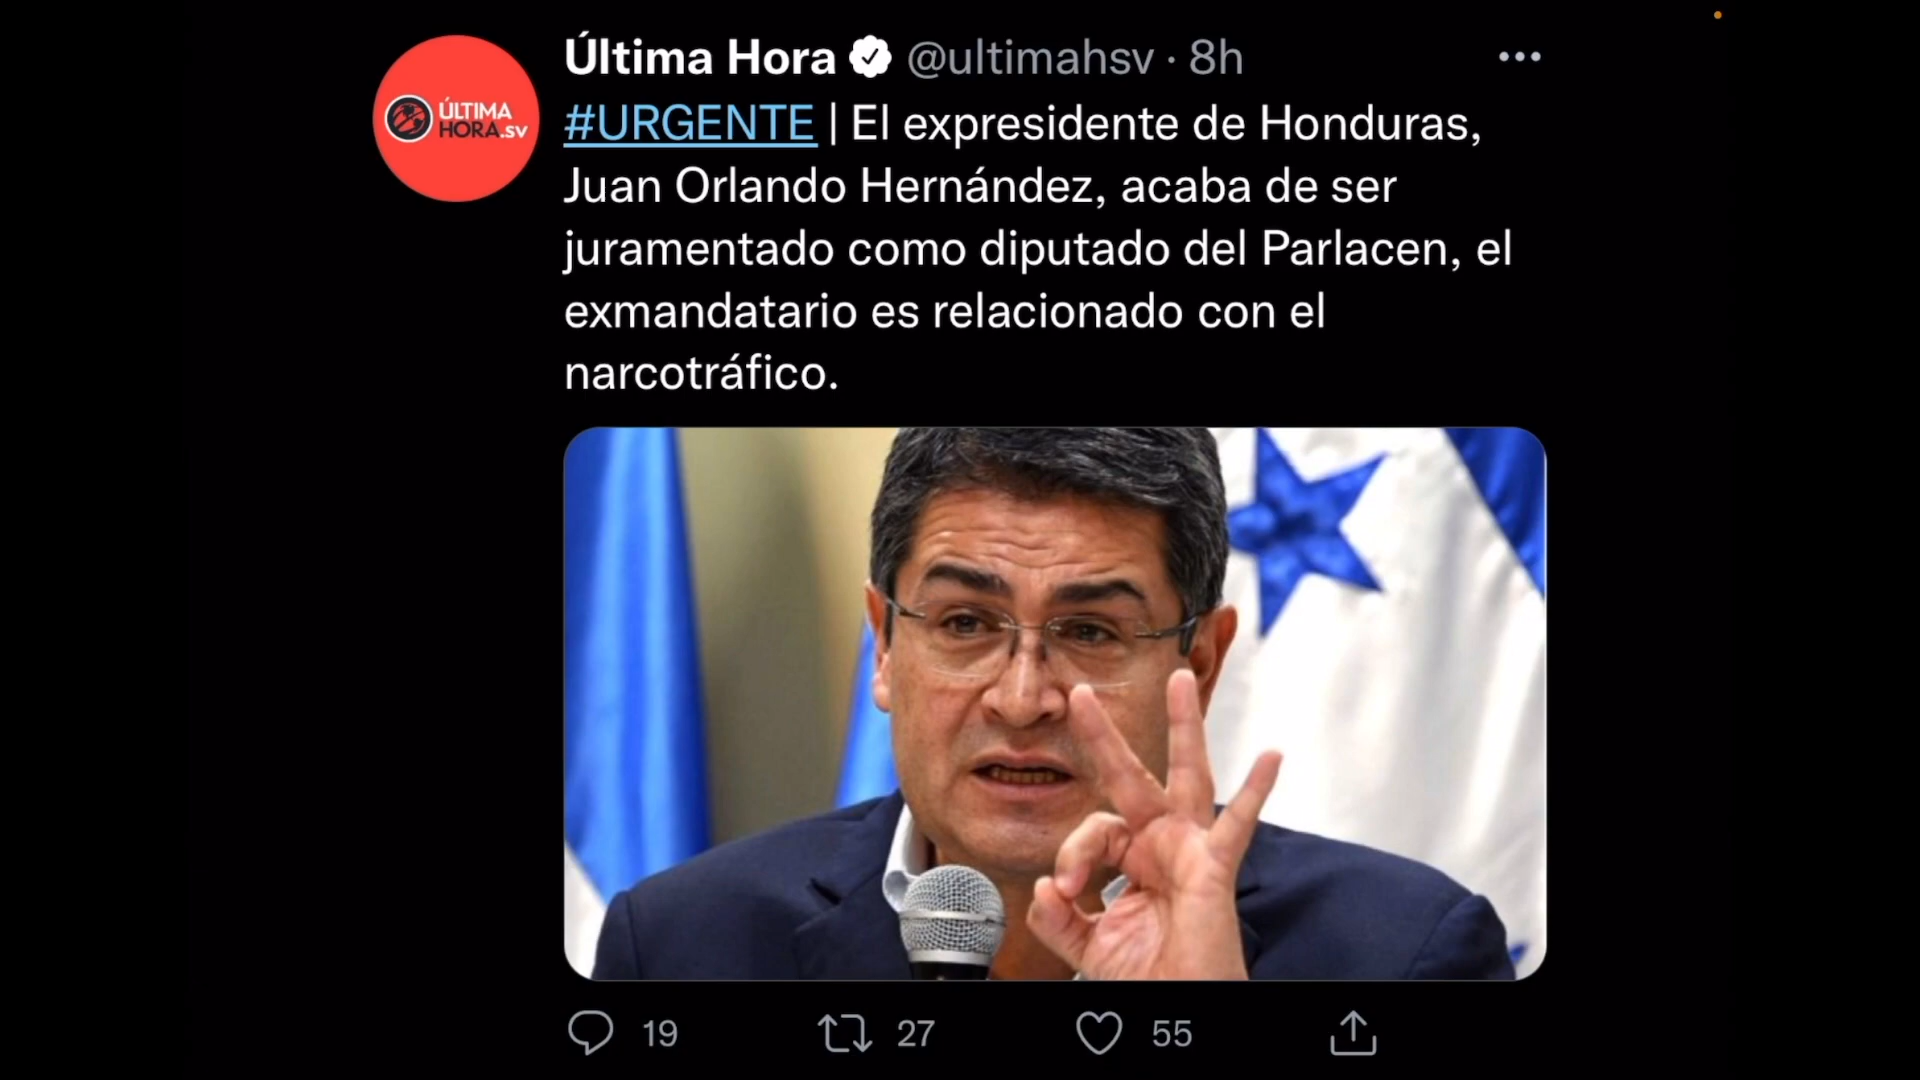 Última Hora @ultimahsv · 8h
ÚLTIMA
HORA.SV
#URGENTE | El expresidente de Honduras,
Juan Orlando Hernández, acaba de ser
juramentado como diputado del Parlacen, el
exmandatario es relacionado con el
narcotráfico.
19 27 55